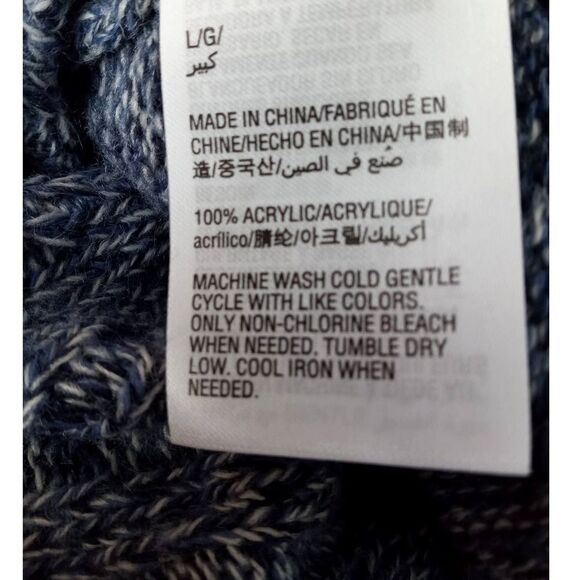 L/G/
كبير
MADE IN CHINA/FABRIQUÉ EN
CHINE/HECHO EN CHINA/中国制
造/중국산/صُنع في الصين/
100% ACRYLIC/ACRYLIQUE/
acrílico/腈纶/아크릴/أكريليك
MACHINE WASH COLD GENTLE
CYCLE WITH LIKE COLORS.
ONLY NON-CHLORINE BLEACH
WHEN NEEDED. TUMBLE DRY
LOW. COOL IRON WHEN
NEEDED.